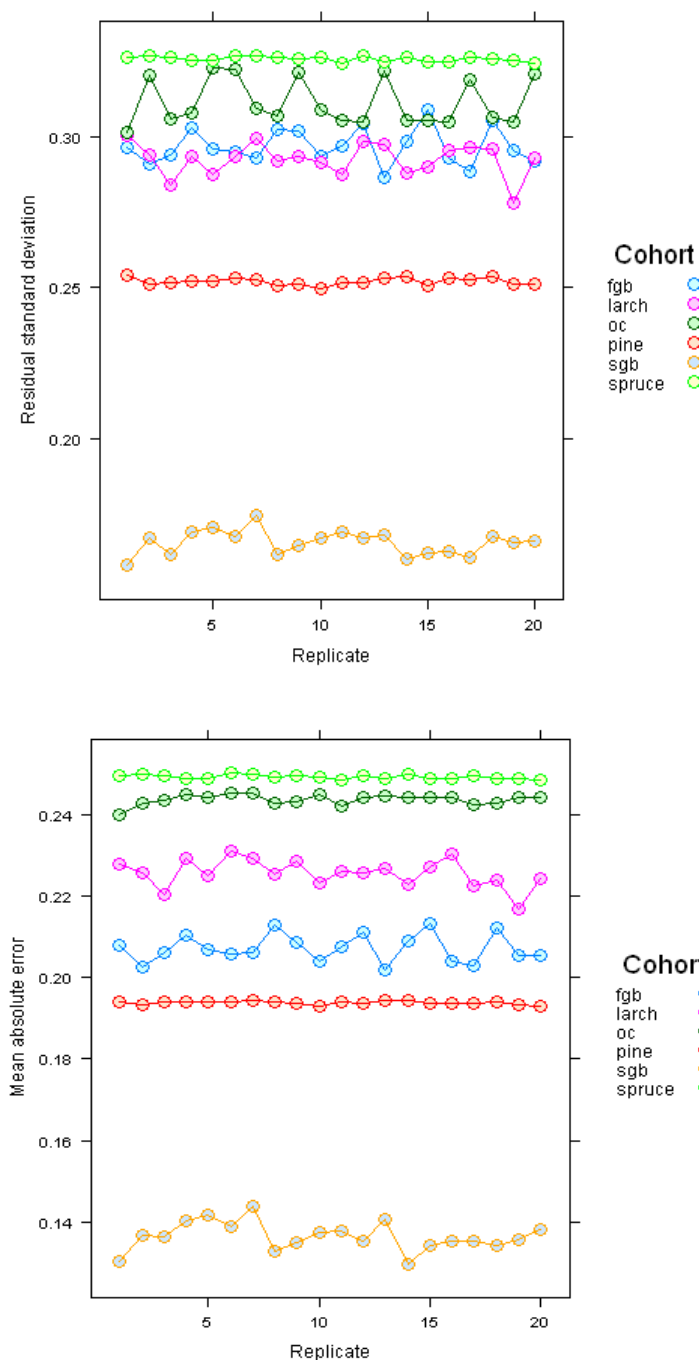 0.30
0.25
0.20
Residual standard deviation
5
10
15
20
Replicate
Cohort
fgb
larch
oc
pine
sgb
spruce
0.24
0.22
0.20
0.18
0.16
0.14
Mean absolute error
5
10
15
20
Replicate
Cohort
fgb
larch
oc
pine
sgb
spruce